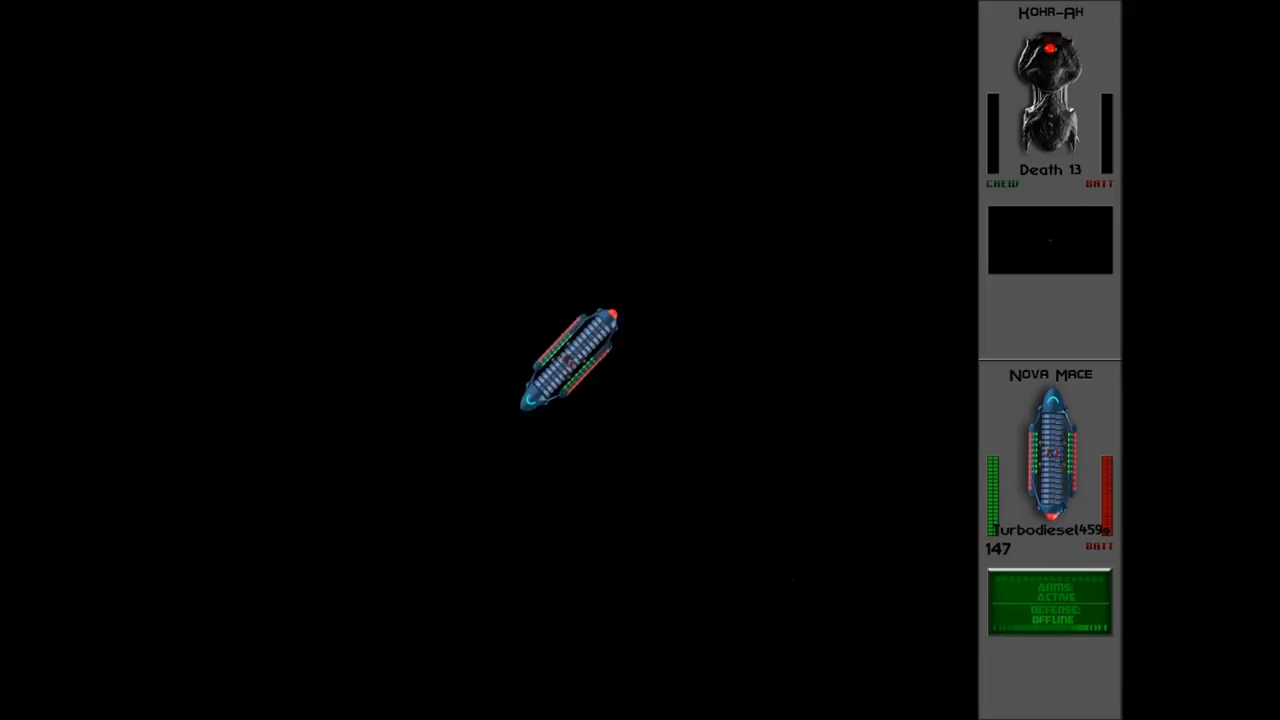 Kohr-Ah
Death 13
CREW BATT
Nova Mace
Turbodiesel459
147 BATT
ARMS:
ACTIVE
DEFENSE:
OFFLINE